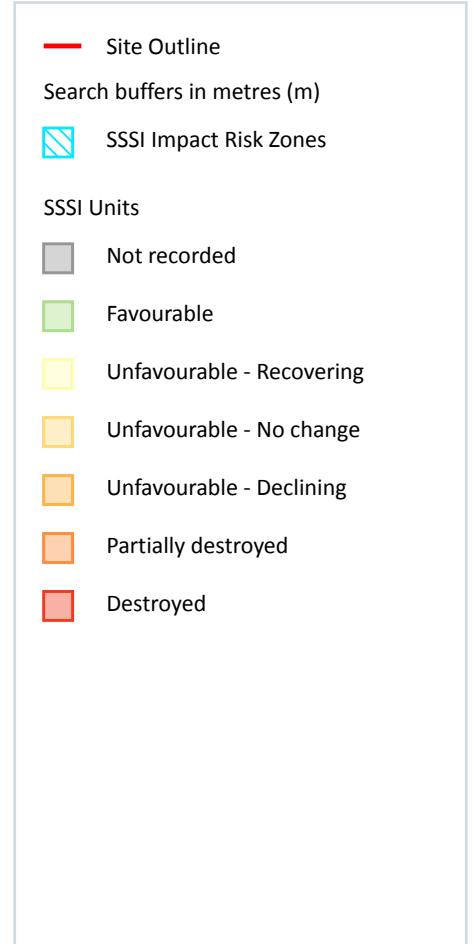 Site Outline
Search buffers in metres (m)
SSSI Impact Risk Zones
SSSI Units
Not recorded
Favourable
Unfavourable - Recovering
Unfavourable - No change
Unfavourable - Declining
Partially destroyed
Destroyed